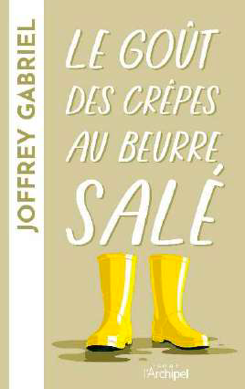 JOFFREY GABRIEL
LE GOÛT
DES CRÊPES
AU BEURRE
SALÉ
l'Archipel